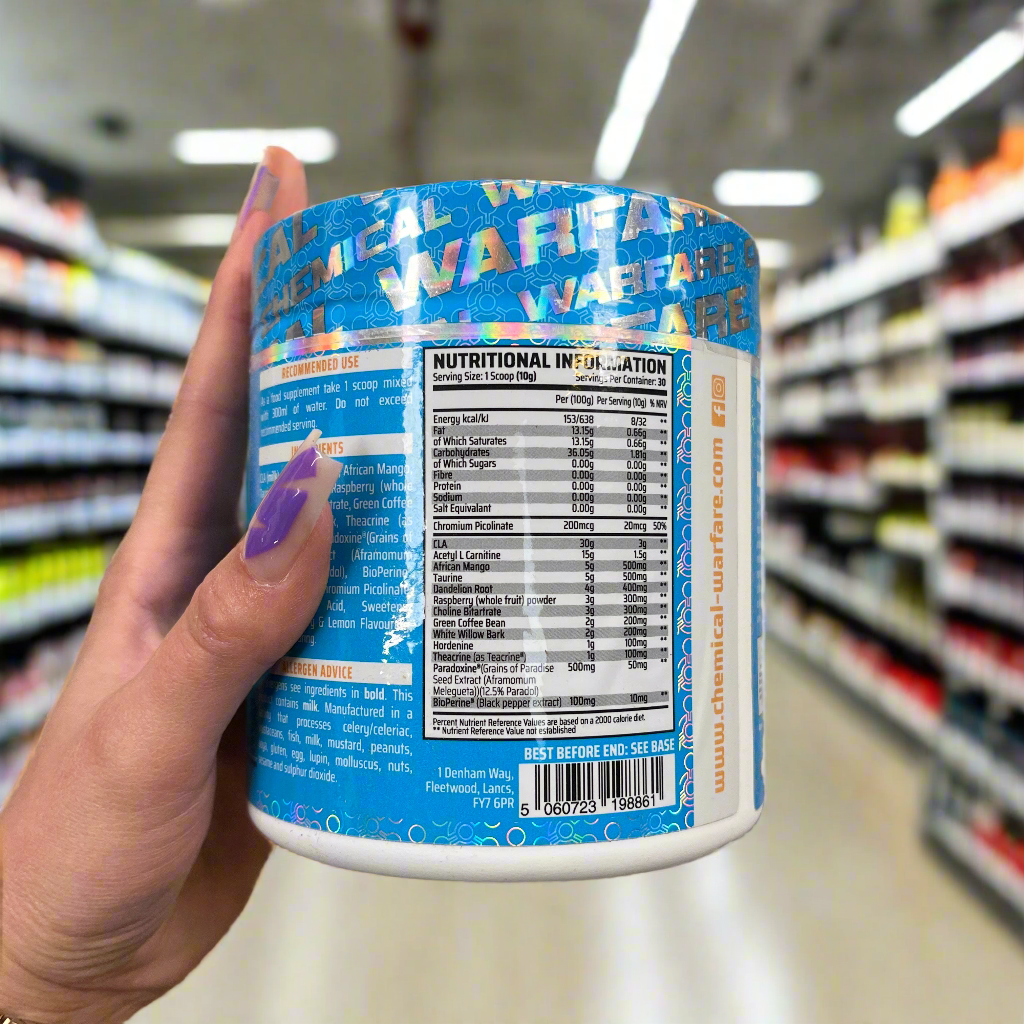 CHEMICAL WARFARE
WARFARE
RECOMMENDED USE
As a food supplement take 1 scoop mixed
with 300ml of water. Do not exceed
recommended serving.
African Mango,
Raspberry (whole
Green Coffee
Theacrine (as
(Grains of
(Aframomum
BioPerine
Chromium Picolinate,
Acid, Sweetener
& Lemon Flavour
ALLERGEN ADVICE
see ingredients in bold. This
contains milk. Manufactured in a
that processes celery/celeriac,
fish, milk, mustard, peanuts,
gluten, egg, lupin, molluscus, nuts,
and sulphur dioxide.
NUTRITIONAL INFORMATION
Serving Size: 1 Scoop (10g) Servings Per Container: 30
Per (100g) Per Serving (10g) % NRV
Energy kcal/kJ 153/638 8/32 **
Fat 13.15g 0.66g **
of Which Saturates 13.15g 0.66g **
Carbohydrates 36.05g 1.81g **
of Which Sugars 0.00g 0.00g **
Fibre 0.00g 0.00g **
Protein 0.00g 0.00g **
Sodium 0.00g 0.00g **
Salt Equivalant 0.00g 0.00g **
Chromium Picolinate 200mcg 20mcg 50%
CLA 30g 3g **
Acetyl L Carnitine 15g 1.5g **
African Mango 5g 500mg **
Taurine 5g 500mg **
Dandelion Root 4g 400mg **
Raspberry (whole fruit) powder 3g 300mg **
Choline Bitartrate 3g 300mg **
Green Coffee Bean 2g 200mg **
White Willow Bark 2g 200mg **
Hordenine 1g 100mg **
Theacrine (as Teacrine® 1g 100mg **
Paradoxine®(Grains of Paradise 500mg 50mg **
Seed Extract (Aframomum
Melegueta)(12.5% Paradol)
BioPerine® (Black pepper extract) 100mg 10mg **
Percent Nutrient Reference Values are based on a 2000 calorie diet.
** Nutrient Reference Value not established
BEST BEFORE END: SEE BASE
1 Denham Way,
Fleetwood, Lancs,
FY7 6PR
5 060723 198861
www.chemical-warfare.com